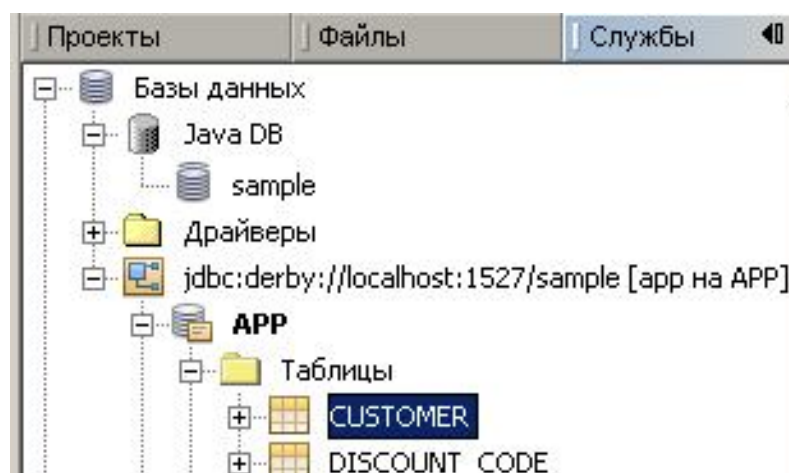 Проекты Файлы Службы
Базы данных
Java DB
sample
Драйверы
jdbc:derby://localhost:1527/sample [app на APP]
APP
Таблицы
CUSTOMER
DISCOUNT_CODE